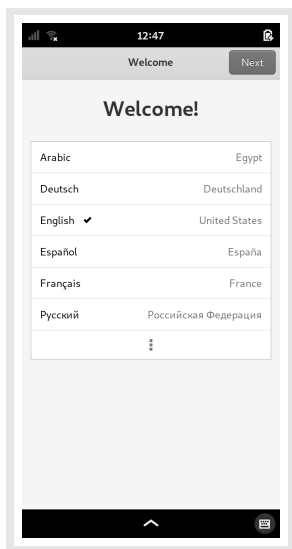 12:47
Welcome Next
Welcome!
Arabic Egypt
Deutsch Deutschland
English ✔ United States
Español España
Français France
Русский Российская Федерация